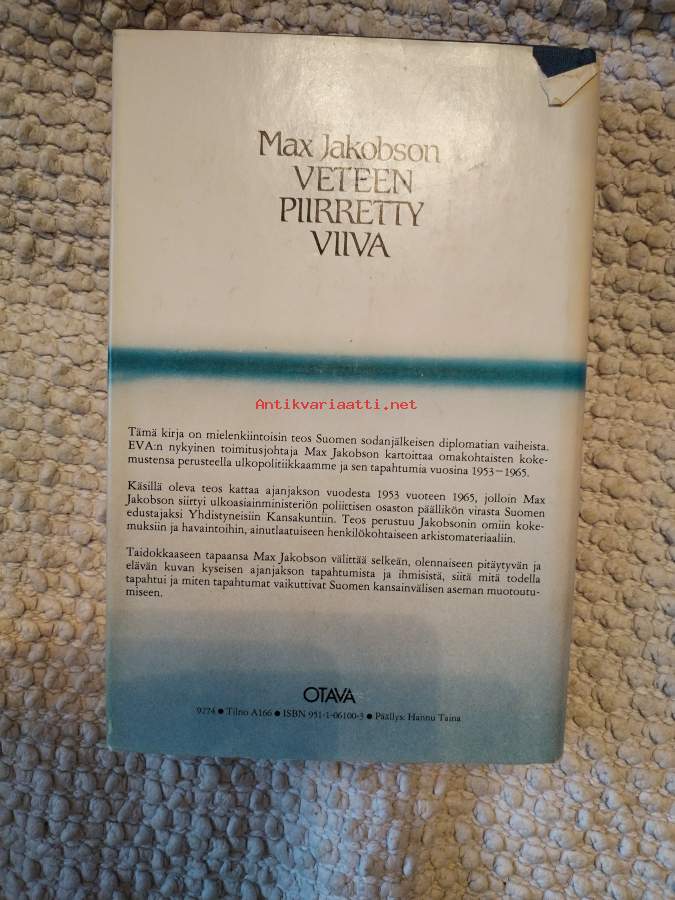 Max Jakobson
VETEEN
PIIRRETTY
VIIVA
Antikvariaatti.net
Tämä kirja on mielenkiintoisin teos Suomen sodanjälkeisen diplomatian vaiheista.
EVA:n nykyinen toimitusjohtaja Max Jakobson kartoittaa omakohtaisten koke-
mustensa perusteella ulkopolitiikkaamme ja sen tapahtumia vuosina 1953–1965.
Käsillä oleva teos kattaa ajanjakson vuodesta 1953 vuoteen 1965, jolloin Max
Jakobson siirtyi ulkoasiainministeriön poliittisen osaston päällikön virasta Suomen
edustajaksi Yhdistyneisiin Kansakuntiin. Teos perustuu Jakobsonin omiin koke-
muksiin ja havaintoihin, ainutlaatuiseen henkilökohtaiseen arkistomateriaaliin.
Taidokkaaseen tapaansa Max Jakobson välittää selkeän, olennaiseen pitäytyvän ja
elävän kuvan kyseisen ajanjakson tapahtumista ja ihmisistä, siitä mitä todella
tapahtui ja miten tapahtumat vaikuttivat Suomen kansainvälisen aseman muotoutu-
miseen.
OTAVA
92.74 ● Tilno A166 ● ISBN 951-1-06100-3 ● Päällys: Hannu Taina